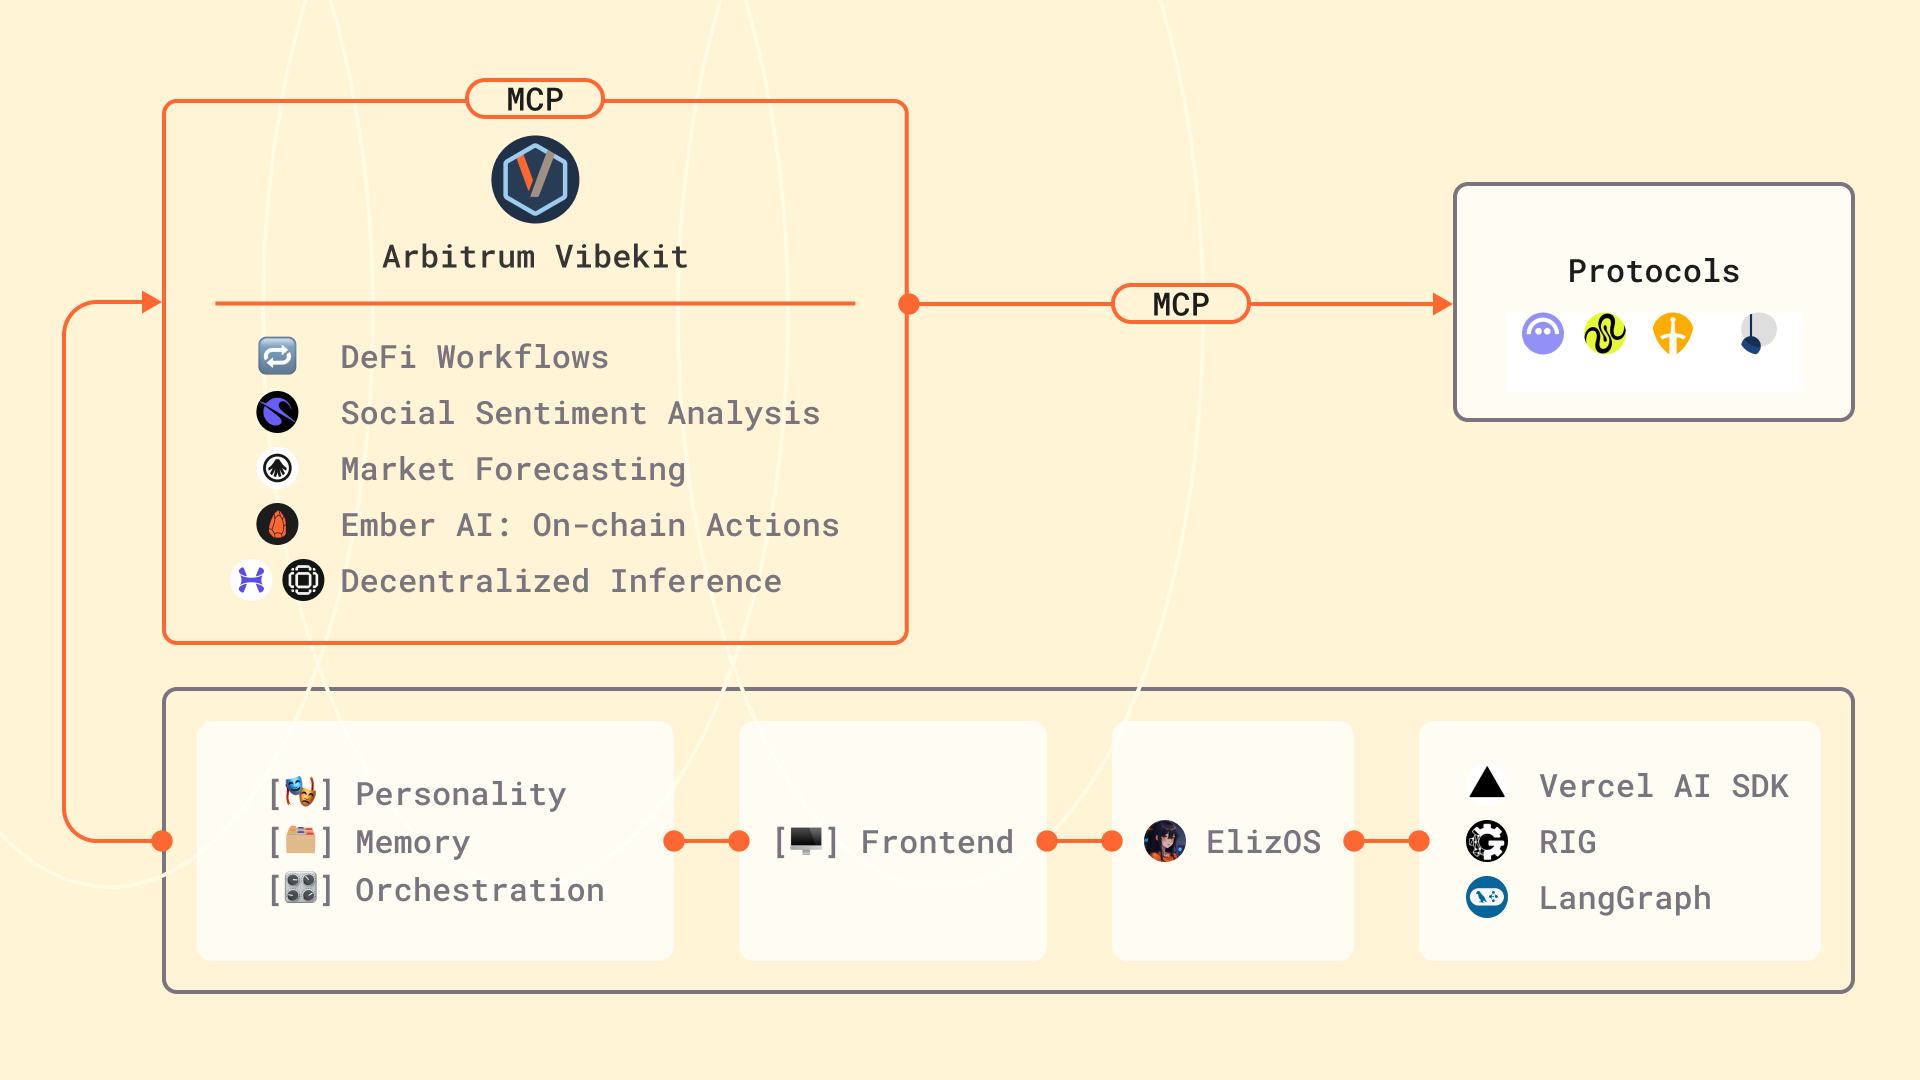 MCP
Arbitrum Vibekit
DeFi Workflows
Social Sentiment Analysis
Market Forecasting
Ember AI: On-chain Actions
Decentralized Inference
MCP
Protocols
[ ] Personality
[ ] Memory
[ ] Orchestration
[ ] Frontend
ElizOS
Vercel AI SDK
RIG
LangGraph